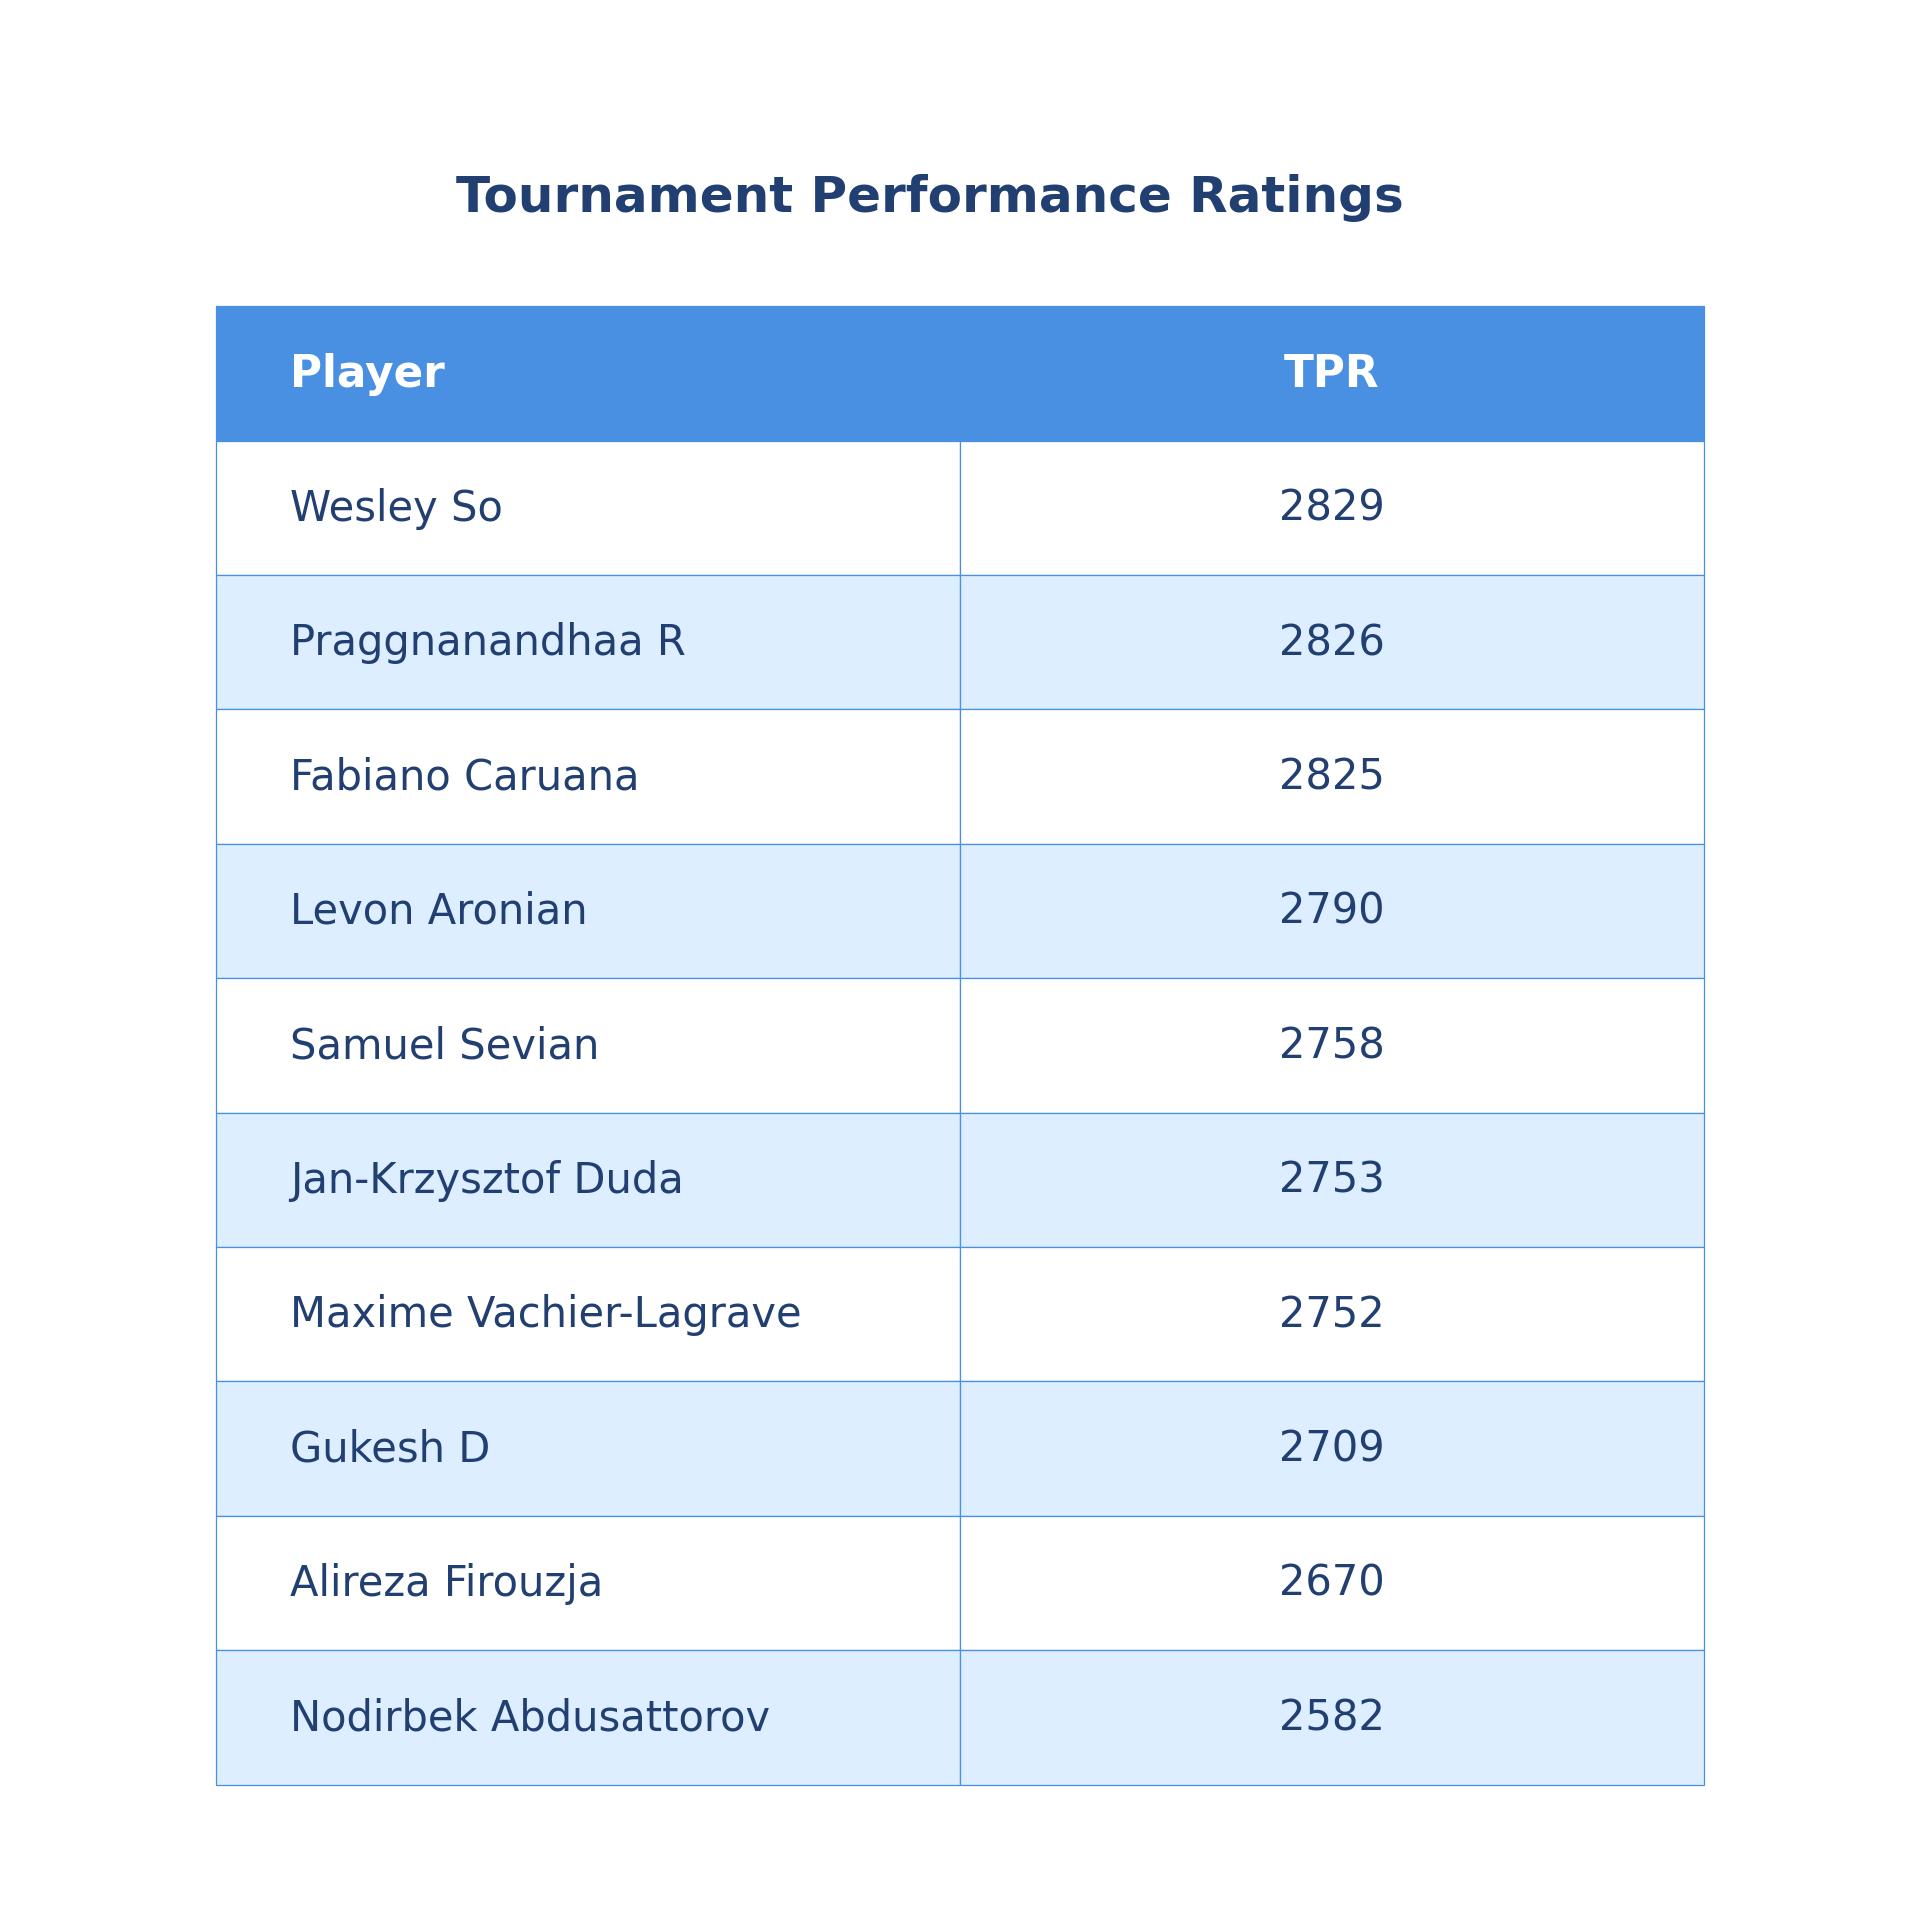 Tournament Performance Ratings
Player TPR
Wesley So 2829
Praggnanandhaa R 2826
Fabiano Caruana 2825
Levon Aronian 2790
Samuel Sevian 2758
Jan-Krzysztof Duda 2753
Maxime Vachier-Lagrave 2752
Gukesh D 2709
Alireza Firouzja 2670
Nodirbek Abdusattorov 2582